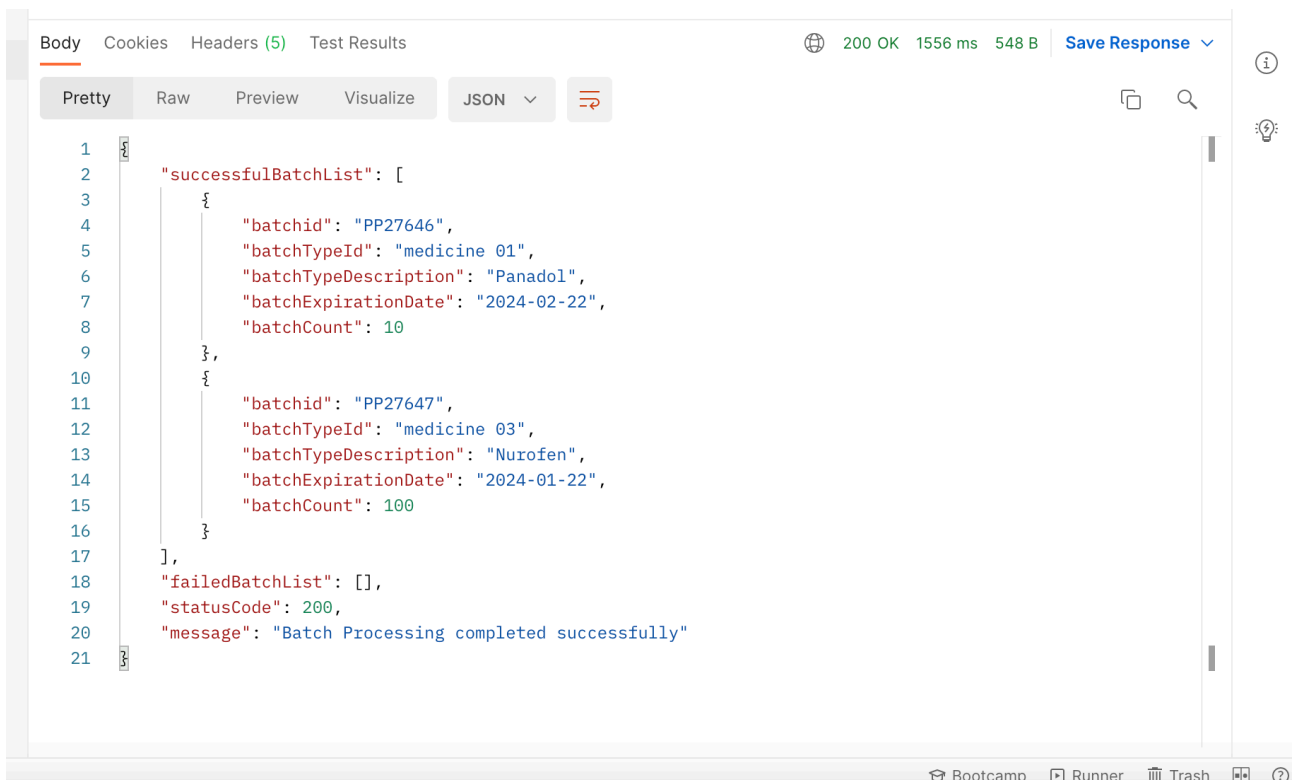 Body Cookies Headers (5) Test Results 200 OK 1556 ms 548 B Save Response
Pretty Raw Preview Visualize JSON
1 {
2 "successfulBatchList": [
3 {
4 "batchid": "PP27646",
5 "batchTypeId": "medicine 01",
6 "batchTypeDescription": "Panadol",
7 "batchExpirationDate": "2024-02-22",
8 "batchCount": 10
9 },
10 {
11 "batchid": "PP27647",
12 "batchTypeId": "medicine 03",
13 "batchTypeDescription": "Nurofen",
14 "batchExpirationDate": "2024-01-22",
15 "batchCount": 100
16 }
17 ],
18 "failedBatchList": [],
19 "statusCode": 200,
20 "message": "Batch Processing completed successfully"
21 }
Bootcamp Runner Trash